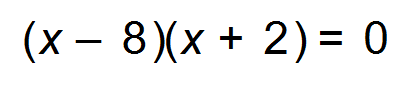 (x – 8)(x + 2) = 0